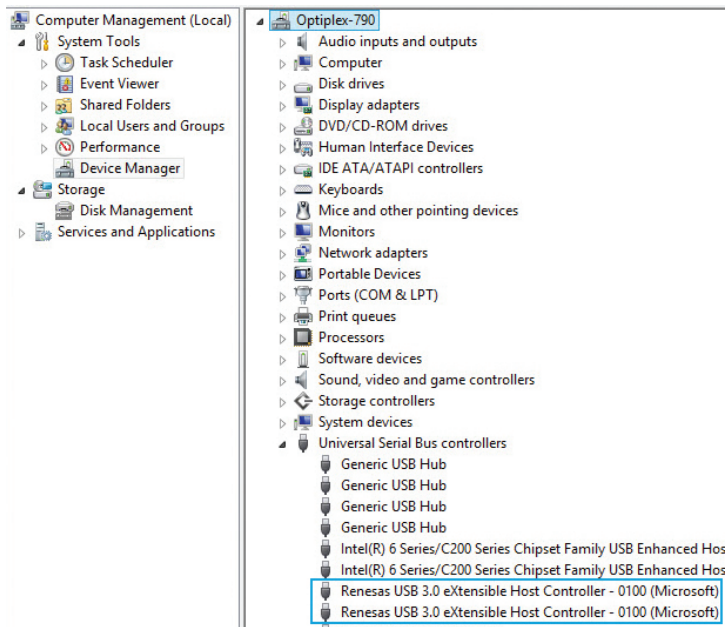 Computer Management (Local)
System Tools
Task Scheduler
Event Viewer
Shared Folders
Local Users and Groups
Performance
Device Manager
Storage
Disk Management
Services and Applications
Optiplex-790
Audio inputs and outputs
Computer
Disk drives
Display adapters
DVD/CD-ROM drives
Human Interface Devices
IDE ATA/ATAPI controllers
Keyboards
Mice and other pointing devices
Monitors
Network adapters
Portable Devices
Ports (COM & LPT)
Print queues
Processors
Software devices
Sound, video and game controllers
Storage controllers
System devices
Universal Serial Bus controllers
Generic USB Hub
Generic USB Hub
Generic USB Hub
Generic USB Hub
Intel(R) 6 Series/C200 Series Chipset Family USB Enhanced Hos
Intel(R) 6 Series/C200 Series Chipset Family USB Enhanced Hos
Renesas USB 3.0 eXtensible Host Controller - 0100 (Microsoft)
Renesas USB 3.0 eXtensible Host Controller - 0100 (Microsoft)